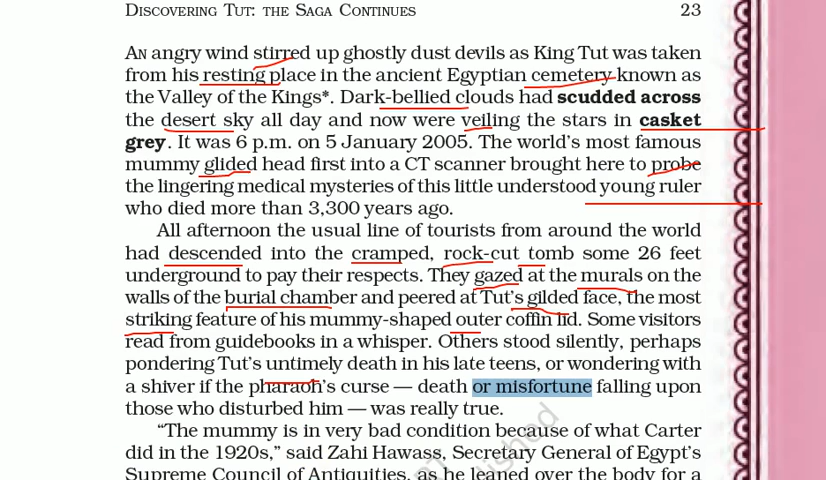 DISCOVERING TUT: THE SAGA CONTINUES 23
AN angry wind stirred up ghostly dust devils as King Tut was taken
from his resting place in the ancient Egyptian cemetery known as
the Valley of the Kings*. Dark-bellied clouds had scudded across
the desert sky all day and now were veiling the stars in casket
grey. It was 6 p.m. on 5 January 2005. The world's most famous
mummy glided head first into a CT scanner brought here to probe
the lingering medical mysteries of this little understood young ruler
who died more than 3,300 years ago.
All afternoon the usual line of tourists from around the world
had descended into the cramped, rock-cut tomb some 26 feet
underground to pay their respects. They gazed at the murals on the
walls of the burial chamber and peered at Tut's gilded face, the most
striking feature of his mummy-shaped outer coffin lid. Some visitors
read from guidebooks in a whisper. Others stood silently, perhaps
pondering Tut's untimely death in his late teens, or wondering with
a shiver if the pharaoh's curse — death or misfortune falling upon
those who disturbed him — was really true.
“The mummy is in very bad condition because of what Carter
did in the 1920s,” said Zahi Hawass, Secretary General of Egypt's
Supreme Council of Antiquities, as he leaned over the body for a